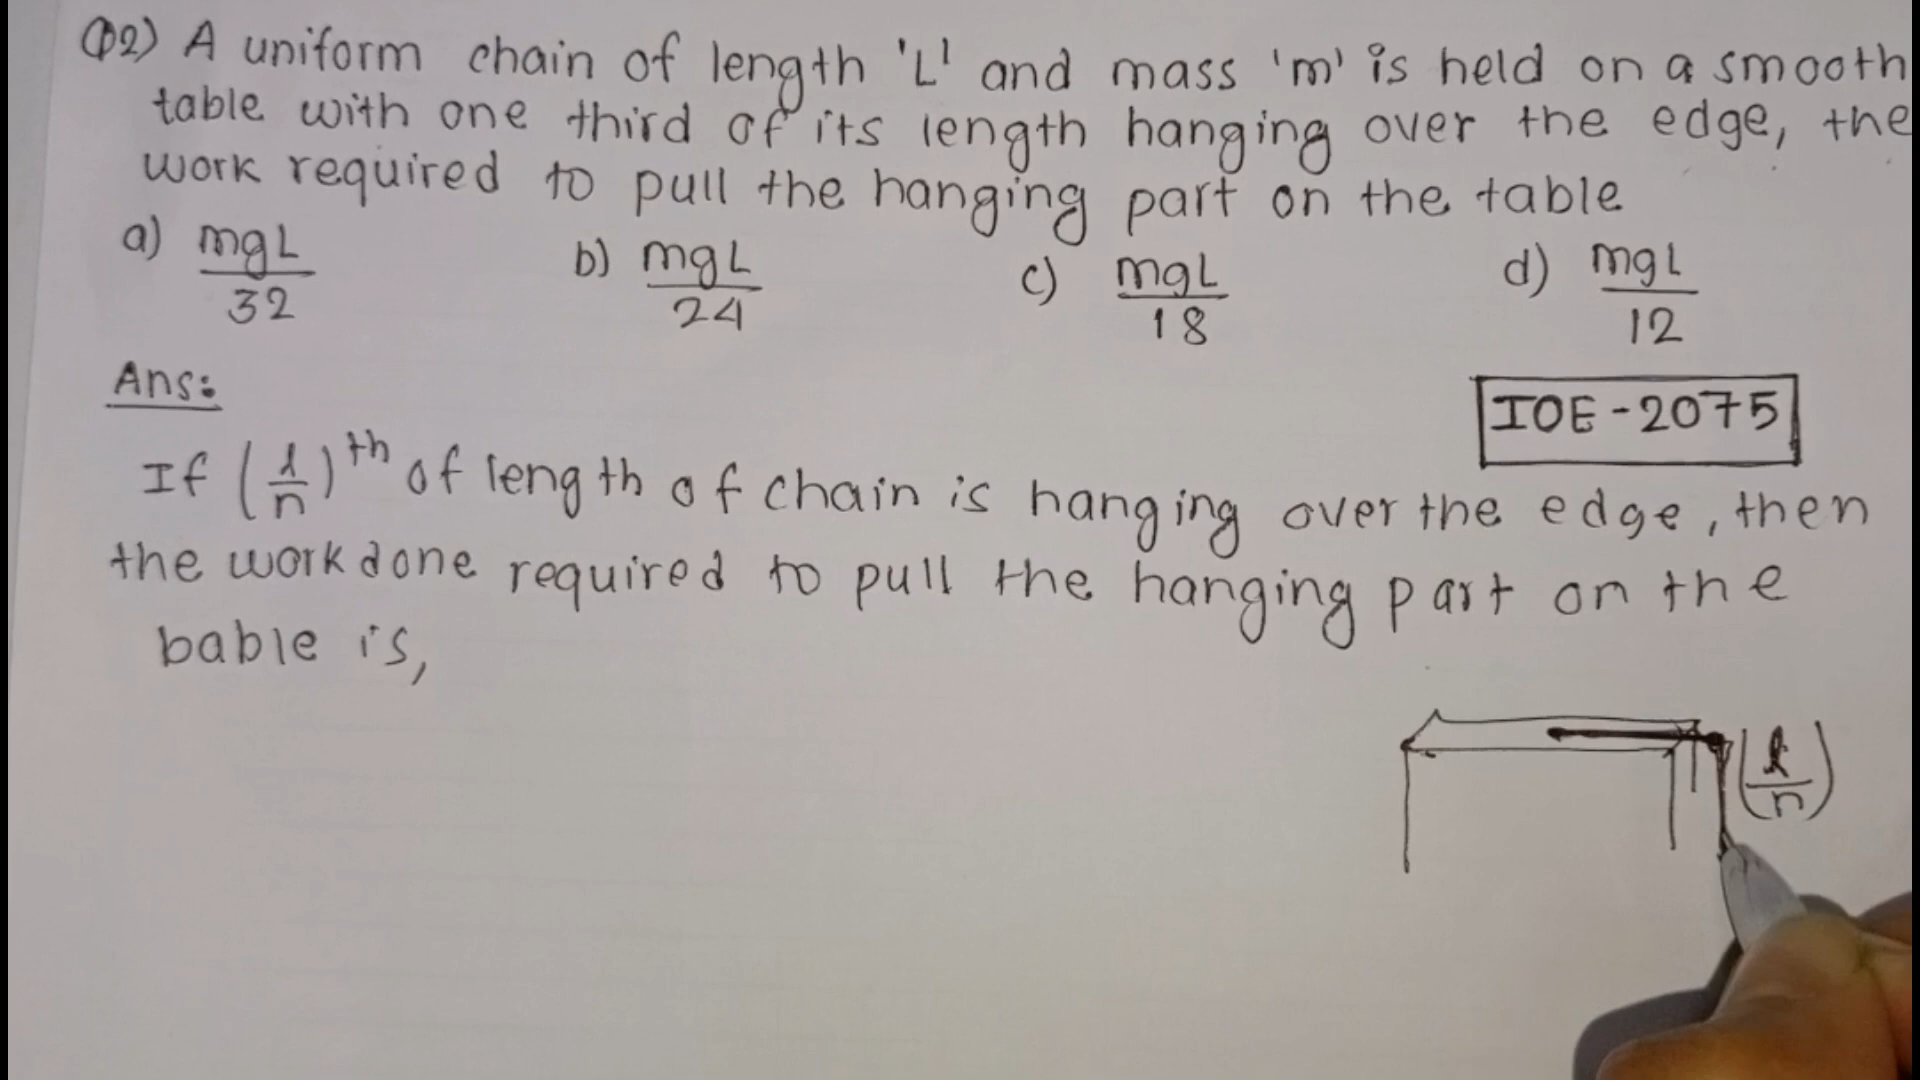 Q2) A uniform chain of length 'L' and mass 'm' is held on a smooth
table with one third of its length hanging over the edge, the
work required to pull the hanging part on the table
a) mgL/32 b) mgL/24 c) mgL/18 d) mgL/12
Ans:
IOE-2075
If (1/n)th of length of chain is hanging over the edge, then
the workdone required to pull the hanging part on the
bable is,
(l/n)